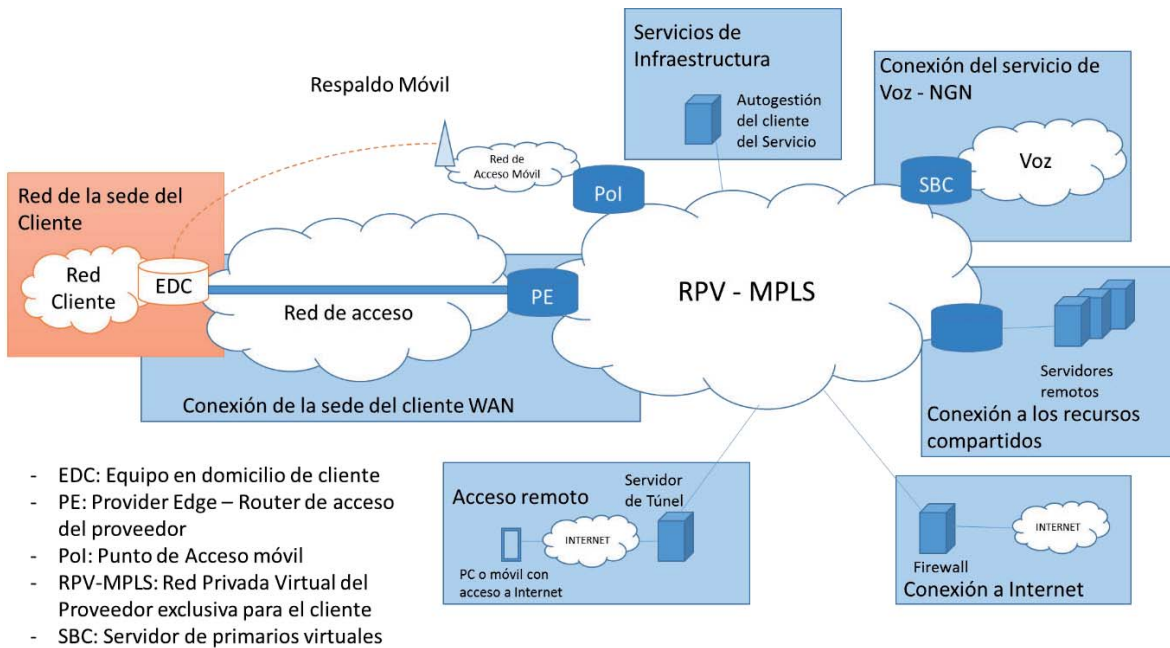 Servicios de
Infraestructura
Autogestión
del cliente
del Servicio
Conexión del servicio de
Voz - NGN
Voz
SBC
Respaldo Móvil
Red de
Acceso Móvil
PoI
Red de la sede del
Cliente
Red
Cliente
EDC
Red de acceso
PE
Conexión de la sede del cliente WAN
RPV - MPLS
Servidores
remotos
Conexión a los recursos
compartidos
Acceso remoto
Servidor
de Túnel
INTERNET
PC o móvil con
acceso a Internet
INTERNET
Firewall
Conexión a Internet
- EDC: Equipo en domicilio de cliente
- PE: Provider Edge – Router de acceso
del proveedor
- PoI: Punto de Acceso móvil
- RPV-MPLS: Red Privada Virtual del
Proveedor exclusiva para el cliente
- SBC: Servidor de primarios virtuales